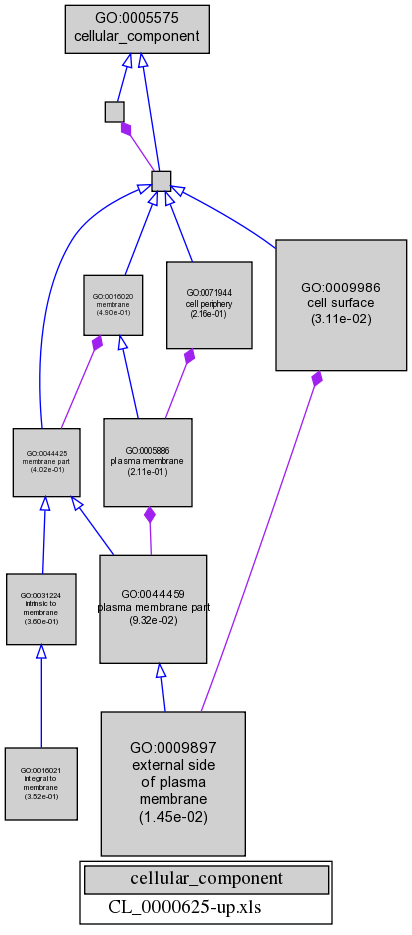 GO:0005575
cellular_component
GO:0009986
cell surface
(3.11e-02)
GO:0016020
membrane
(4.90e-01)
GO:0071944
cell periphery
(2.16e-01)
GO:0044425
membrane part
(4.02e-01)
GO:0005886
plasma membrane
(2.11e-01)
GO:0031224
intrinsic to
membrane
(3.60e-01)
GO:0044459
plasma membrane part
(9.32e-02)
GO:0016021
integral to
membrane
(3.52e-01)
GO:0009897
external side
of plasma
membrane
(1.45e-02)
cellular_component
CL_0000625-up.xls